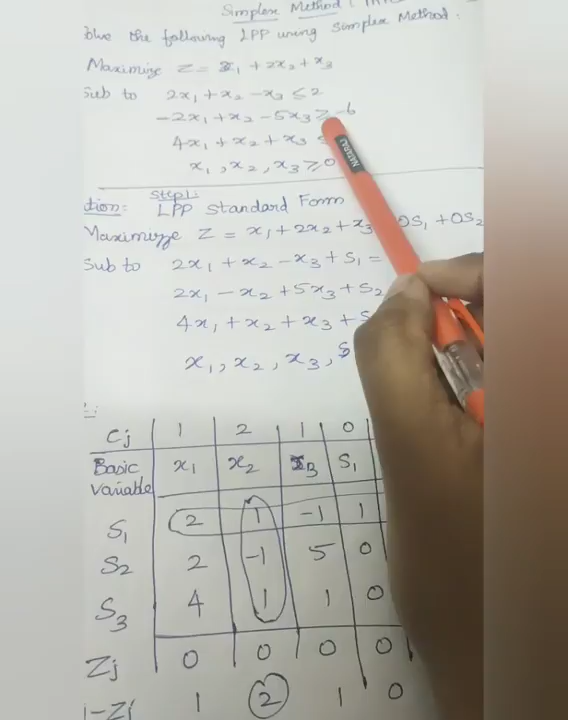 Simplex Method :
olve the following LPP using Simplex Method :
Maximize Z = x₁ + 2x₂ + x₃
Sub to 2x₁ + x₂ - x₃ ≤ 2
-2x₁ + x₂ - 5x₃ ≥ -6
4x₁ + x₂ + x₃ ≤
x₁, x₂, x₃ ≥ 0
Step1:
tion: LPP Standard Form
Maximize Z = x₁ + 2x₂ + x₃ 0S₁ + 0S₂
Sub to 2x₁ + x₂ - x₃ + S₁ =
2x₁ - x₂ + 5x₃ + S₂
4x₁ + x₂ + x₃ + S
x₁, x₂, x₃, S
Cj 1 2 1 0
Basic Variable x₁ x₂ x₃ S₁
S₁ 2 1 -1 1
S₂ 2 -1 5 0
S₃ 4 1 1 0
Zj 0 0 0 0
-Zj 1 2 1 0